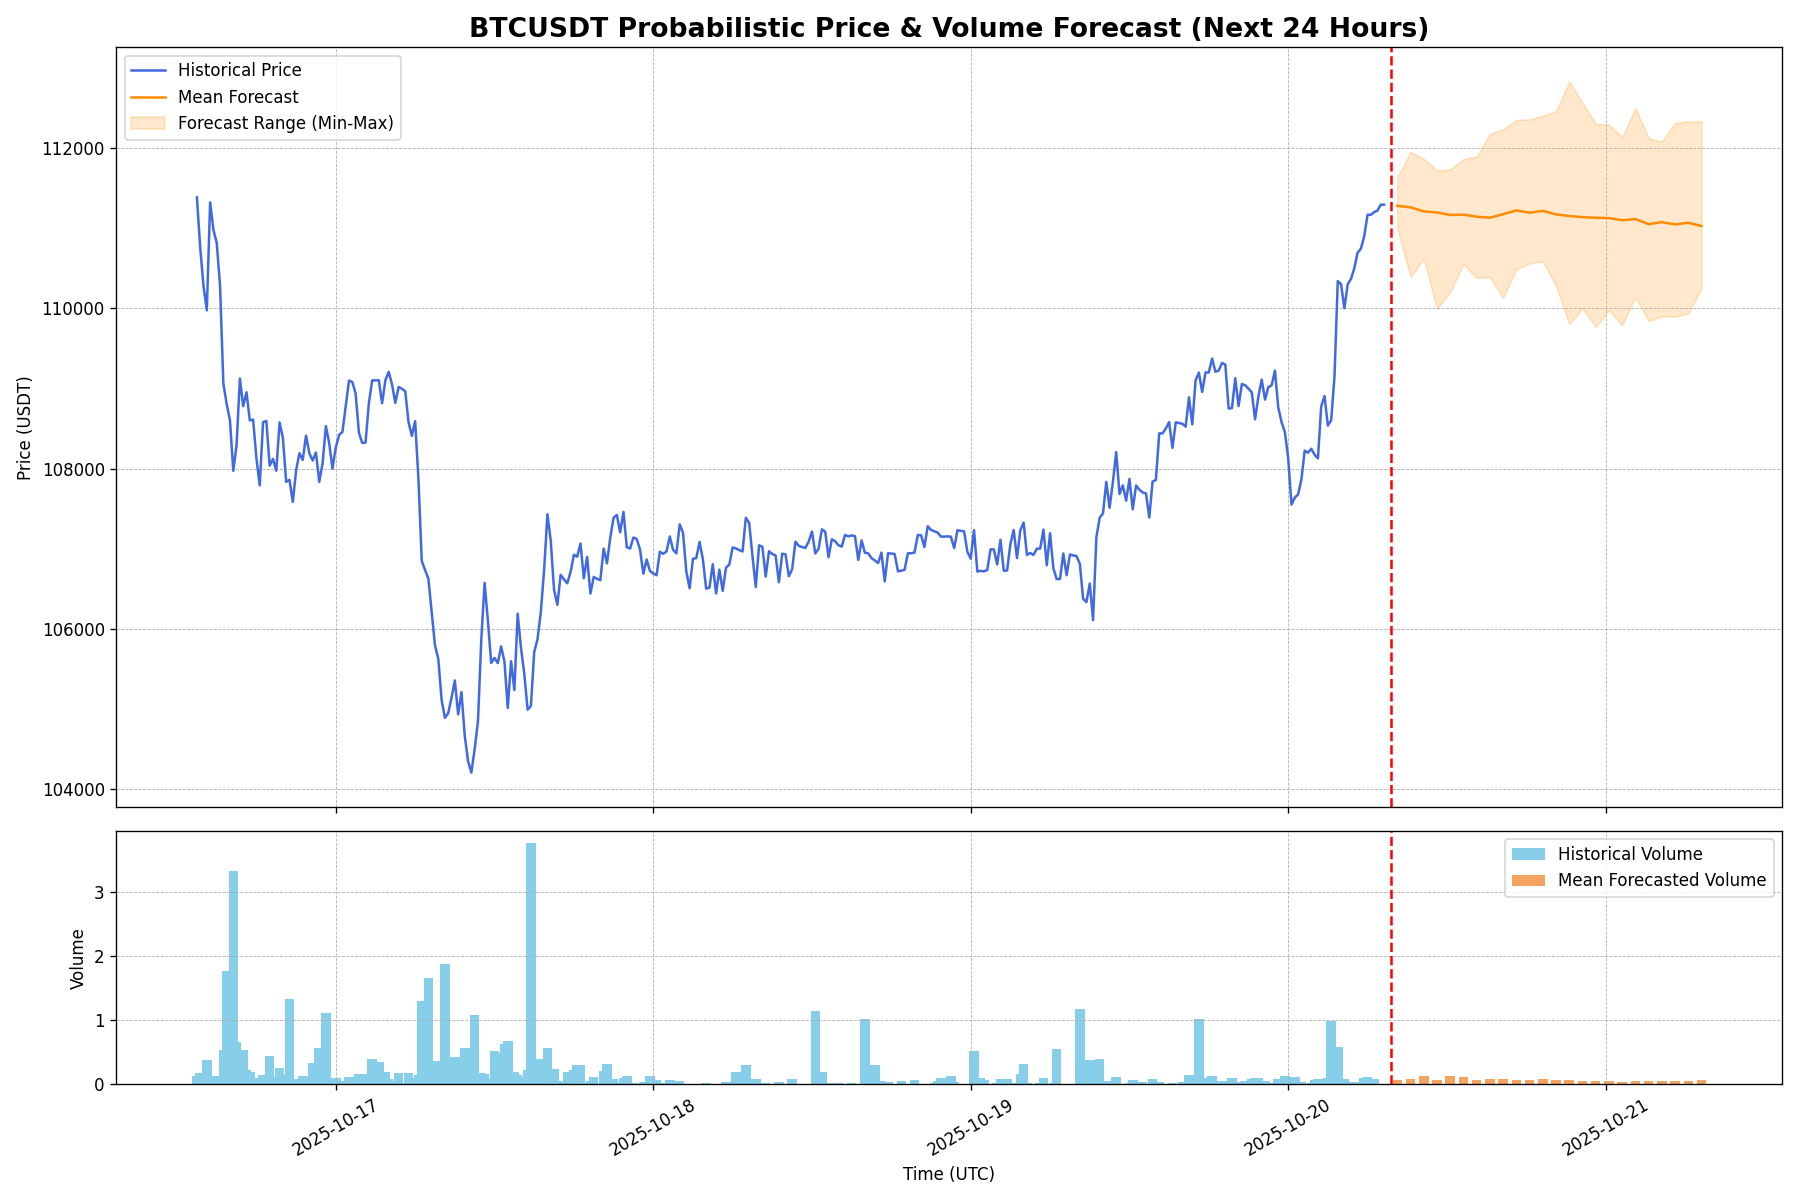 BTCUSDT Probabilistic Price & Volume Forecast (Next 24 Hours)
Historical Price
Mean Forecast
Forecast Range (Min-Max)
112000
110000
108000
106000
104000
Price (USDT)
Historical Volume
Mean Forecasted Volume
3
2
1
0
Volume
2025-10-17
2025-10-18
2025-10-19
2025-10-20
2025-10-21
Time (UTC)